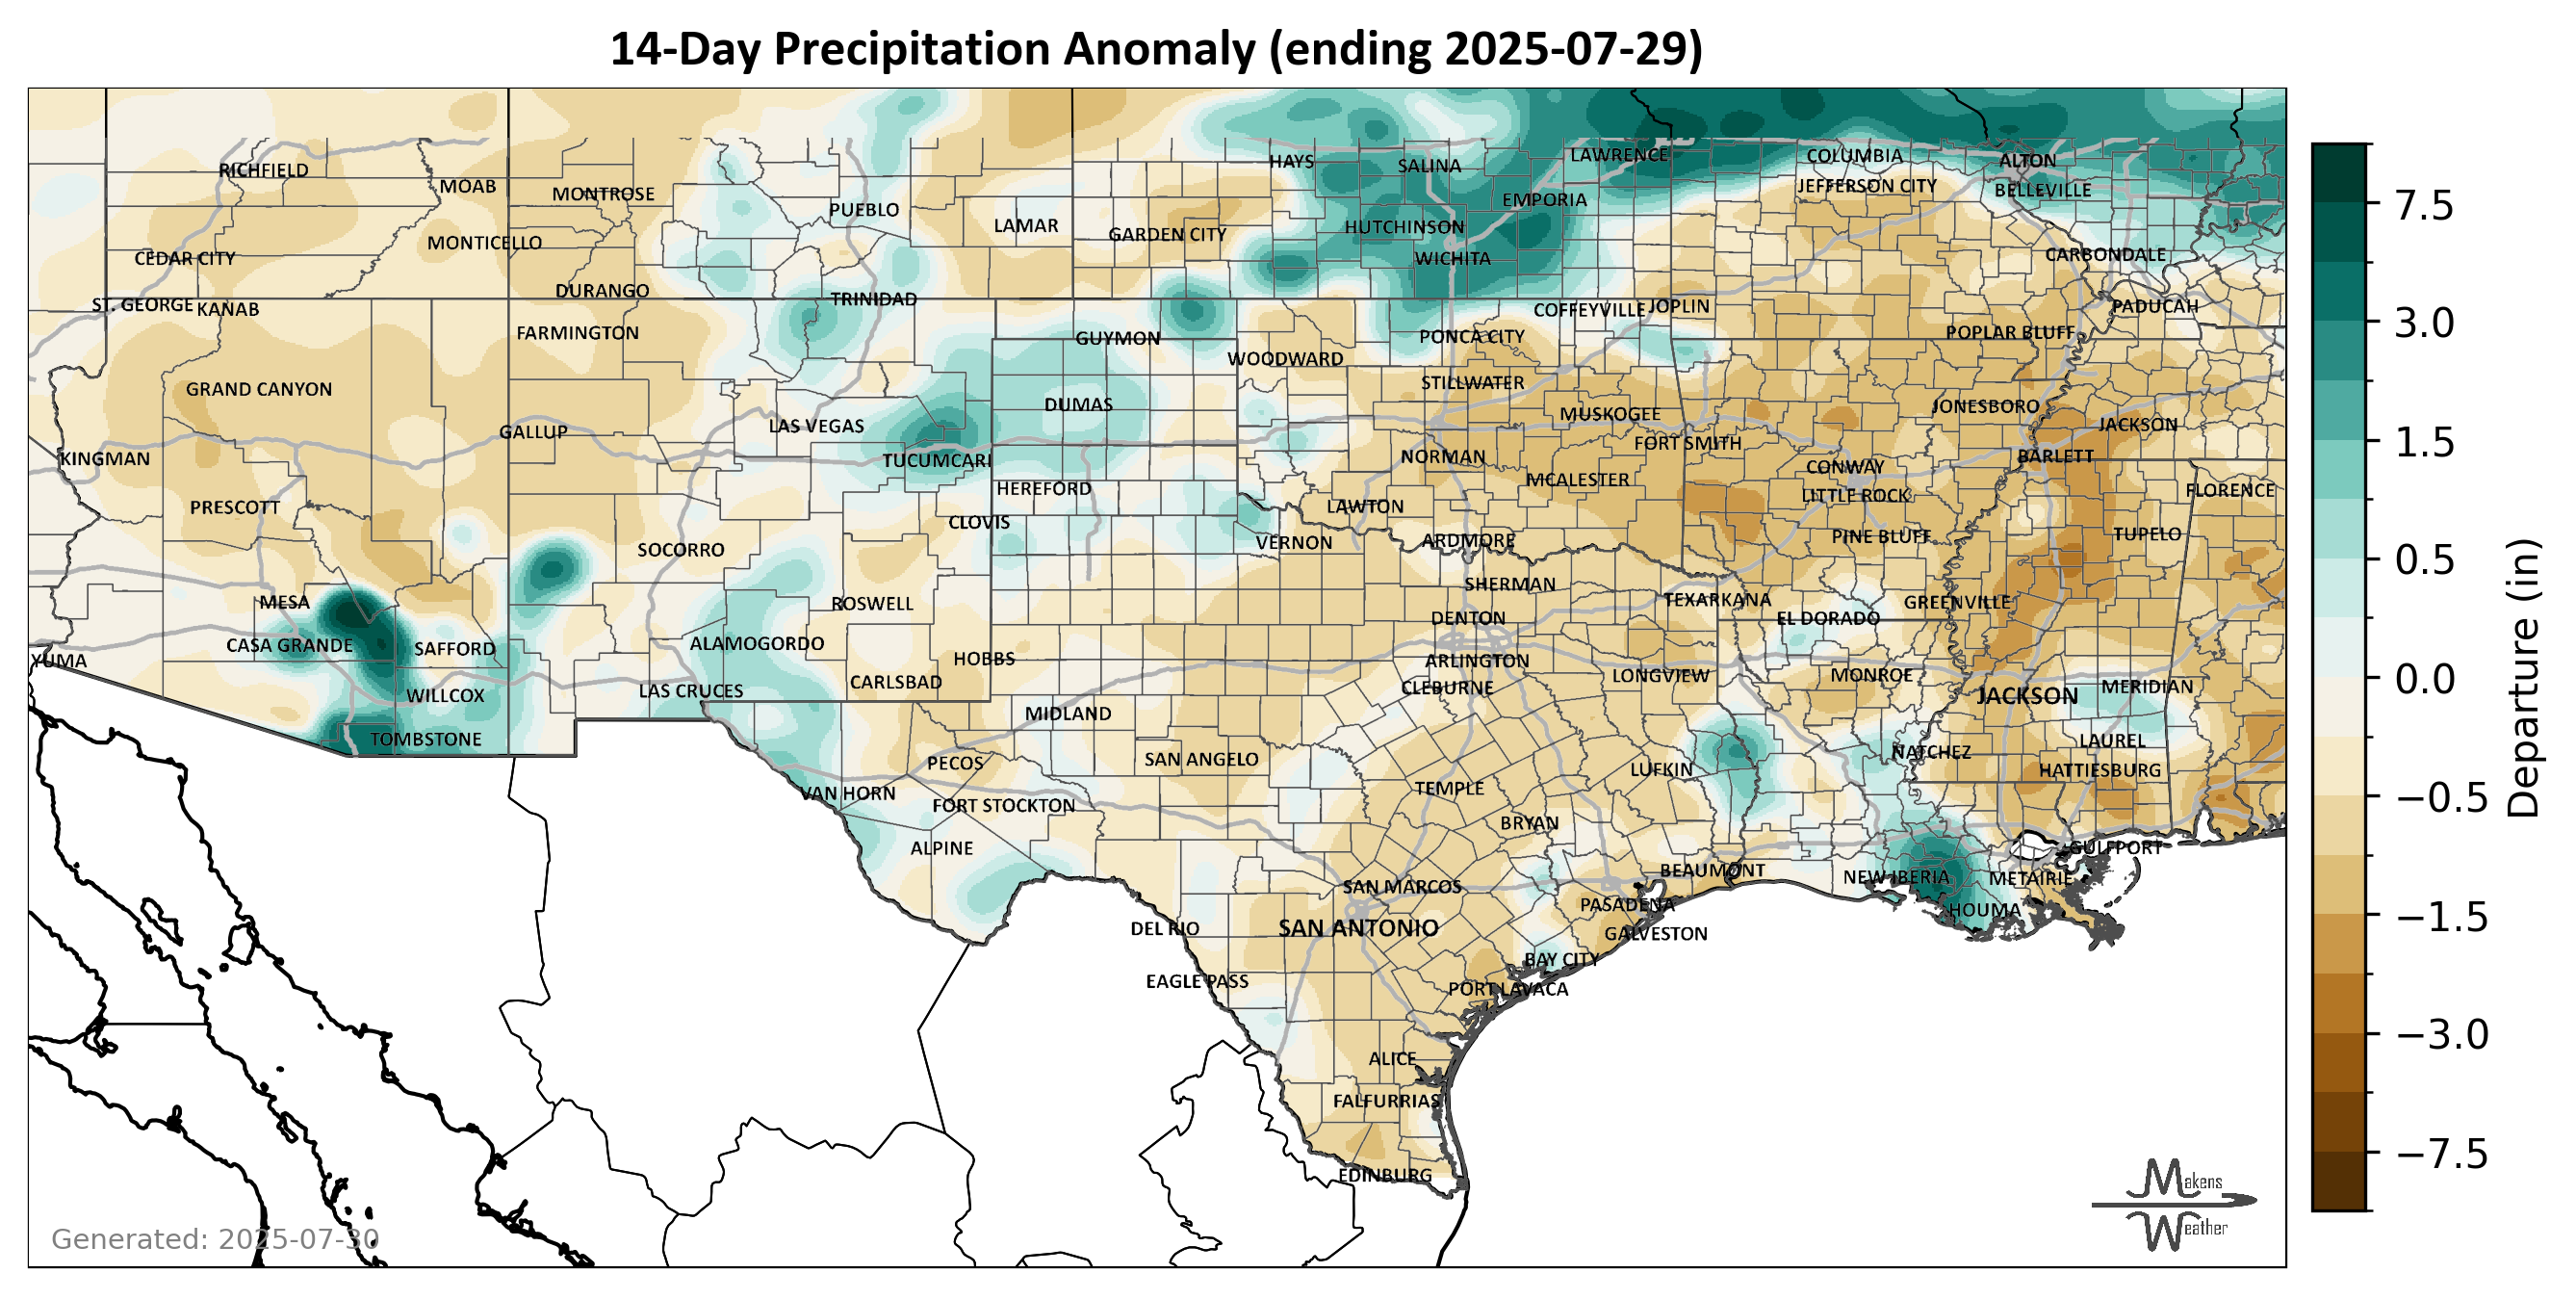 14-Day Precipitation Anomaly (ending 2025-07-29)
HAYS
SALINA
LAWRENCE
COLUMBIA
ALTON
RICHFIELD
MOAB
MONTROSE
JEFFERSON CITY
BELLEVILLE
PUEBLO
EMPORIA
LAMAR
GARDEN CITY
HUTCHINSON
CEDAR CITY
MONTICELLO
WICHITA
CARBONDALE
DURANGO
TRINIDAD
ST. GEORGE
KANAB
COFFEYVILLE
JOPLIN
PADUCAH
FARMINGTON
GUYMON
PONCA CITY
POPLAR BLUFF
WOODWARD
GRAND CANYON
STILLWATER
DUMAS
MUSKOGEE
JONESBORO
GALLUP
LAS VEGAS
FORT SMITH
JACKSON
KINGMAN
TUCUMCARI
NORMAN
CONWAY
BARLETT
PRESCOTT
HEREFORD
MCALESTER
LITTLE ROCK
FLORENCE
LAWTON
CLOVIS
VERNON
ARDMORE
PINE BLUFF
TUPELO
SOCORRO
SHERMAN
MESA
ROSWELL
TEXARKANA
GREENVILLE
DENTON
EL DORADO
CASA GRANDE
SAFFORD
ALAMOGORDO
YUMA
HOBBS
ARLINGTON
WILLCOX
LAS CRUCES
CARLSBAD
CLEBURNE
LONGVIEW
MONROE
JACKSON
MERIDIAN
TOMBSTONE
MIDLAND
LAUREL
PECOS
SAN ANGELO
LUFKIN
NATCHEZ
HATTIESBURG
VAN HORN
FORT STOCKTON
TEMPLE
BRYAN
ALPINE
GULFPORT
SAN MARCOS
BEAUMONT
NEW IBERIA
METAIRIE
PASADENA
HOUMA
DEL RIO
SAN ANTONIO
GALVESTON
BAY CITY
EAGLE PASS
PORT LAVACA
ALICE
FALFURRIAS
EDINBURG
7.5
3.0
1.5
0.5
0.0
−0.5
−1.5
−3.0
−7.5
Departure (in)
Makens
Weather
Generated: 2025-07-30